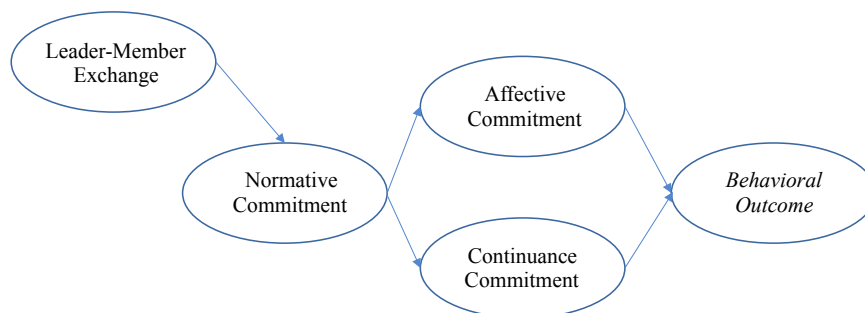 Leader-Member
Exchange
Affective
Commitment
Normative
Commitment
Behavioral
Outcome
Continuance
Commitment